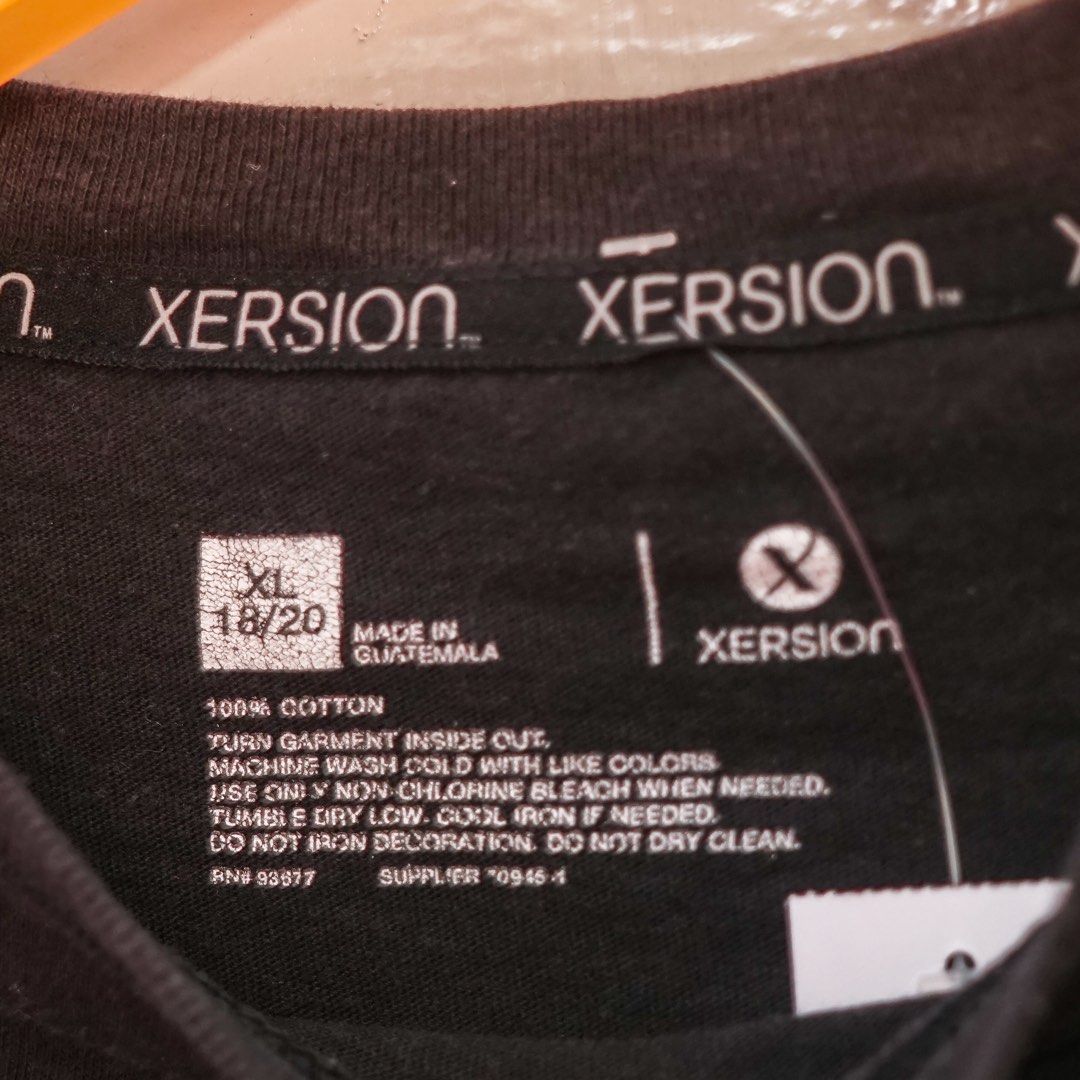 XERSION
XERSION™
XL
18/20
MADE IN
GUATEMALA
X
XERSION
100% COTTON
TURN GARMENT INSIDE OUT.
MACHINE WASH COLD WITH LIKE COLORS.
USE ONLY NON-CHLORINE BLEACH WHEN NEEDED.
TUMBLE DRY LOW. COOL IRON IF NEEDED.
DO NOT IRON DECORATION. DO NOT DRY CLEAN.
RN# 93677
SUPPLIER